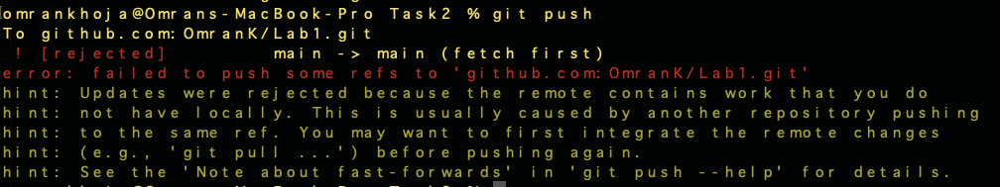 omrankhoja@Omrans-MacBook-Pro Task2 % git push
To github.com:OmranK/Lab1.git
! [rejected] main -> main (fetch first)
error: failed to push some refs to 'github.com:OmranK/Lab1.git'
hint: Updates were rejected because the remote contains work that you do
hint: not have locally. This is usually caused by another repository pushing
hint: to the same ref. You may want to first integrate the remote changes
hint: (e.g., 'git pull ...') before pushing again.
hint: See the 'Note about fast-forwards' in 'git push --help' for details.